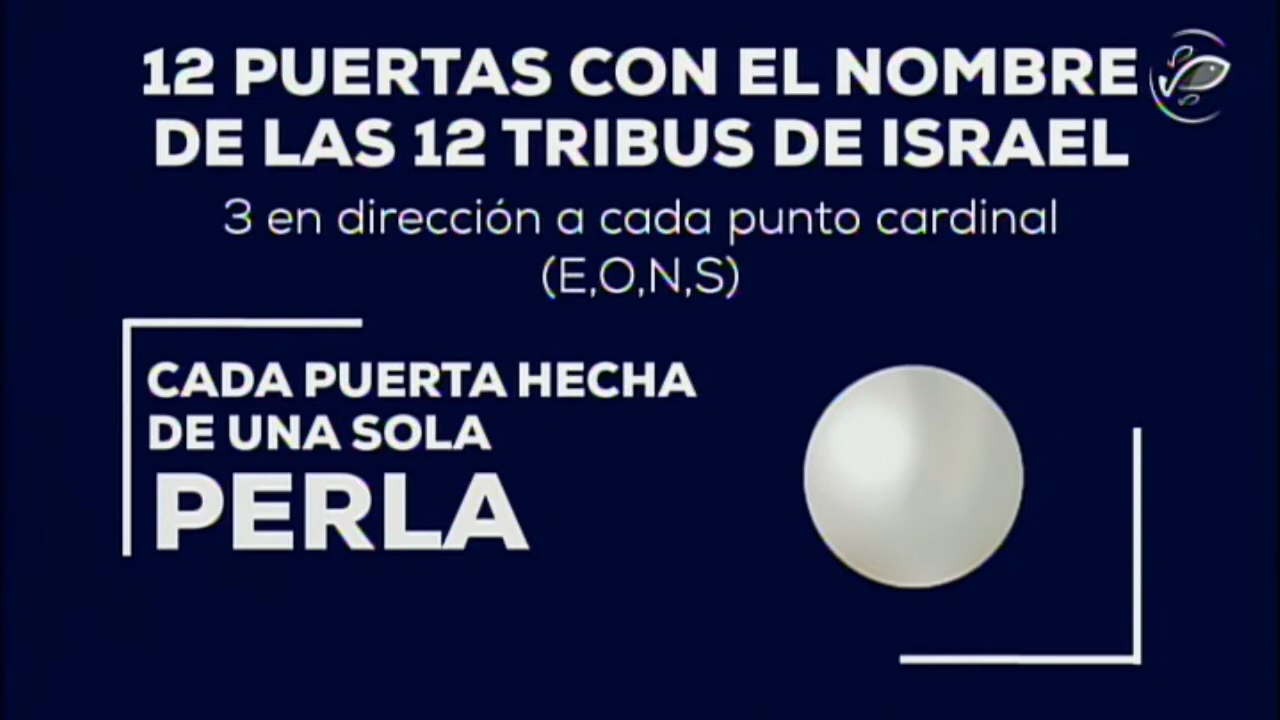 12 PUERTAS CON EL NOMBRE
DE LAS 12 TRIBUS DE ISRAEL
3 en dirección a cada punto cardinal
(E,O,N,S)
CADA PUERTA HECHA
DE UNA SOLA
PERLA